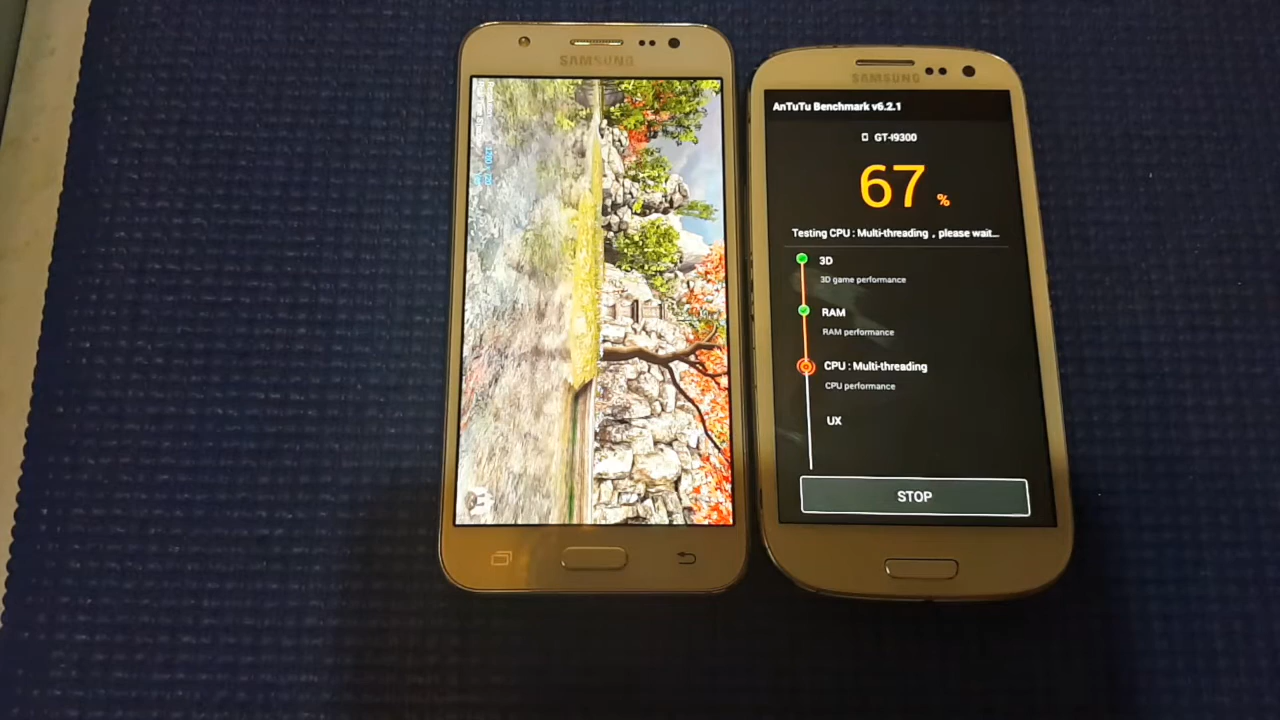 SAMSUNG
SAMSUNG
AnTuTu Benchmark v6.2.1
GT-I9300
67 %
Testing CPU : Multi-threading , please wait...
3D
3D game performance
RAM
RAM performance
CPU : Multi-threading
CPU performance
UX
STOP